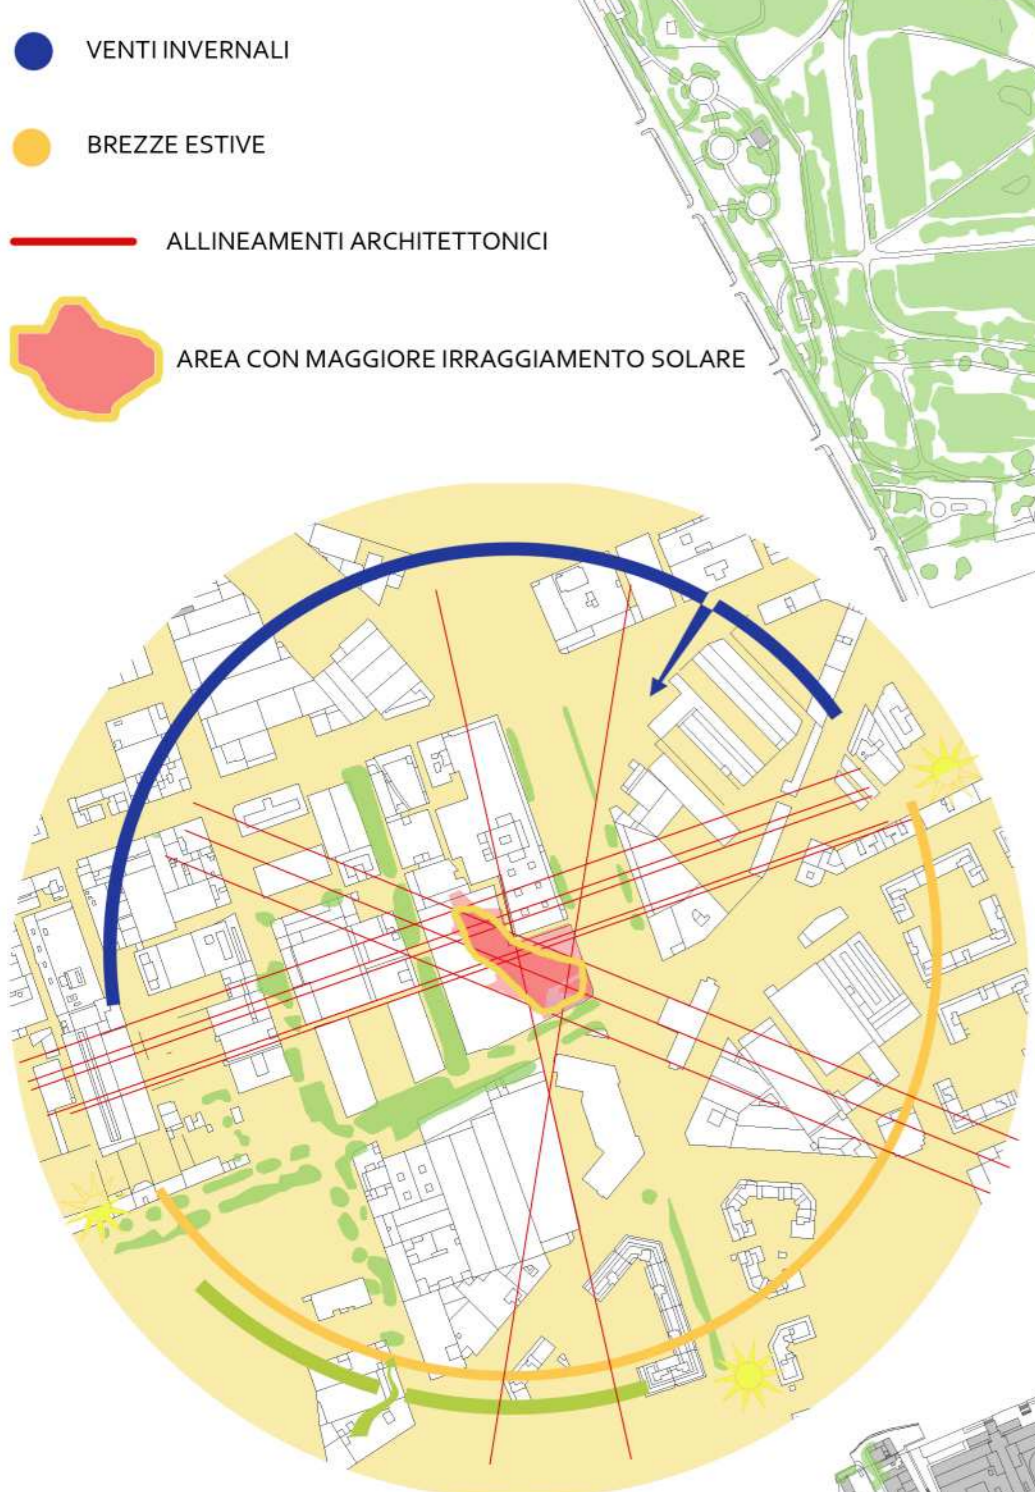 VENTI INVERNALI
BREZZE ESTIVE
ALLINEAMENTI ARCHITETTONICI
AREA CON MAGGIORE IRRAGGIAMENTO SOLARE